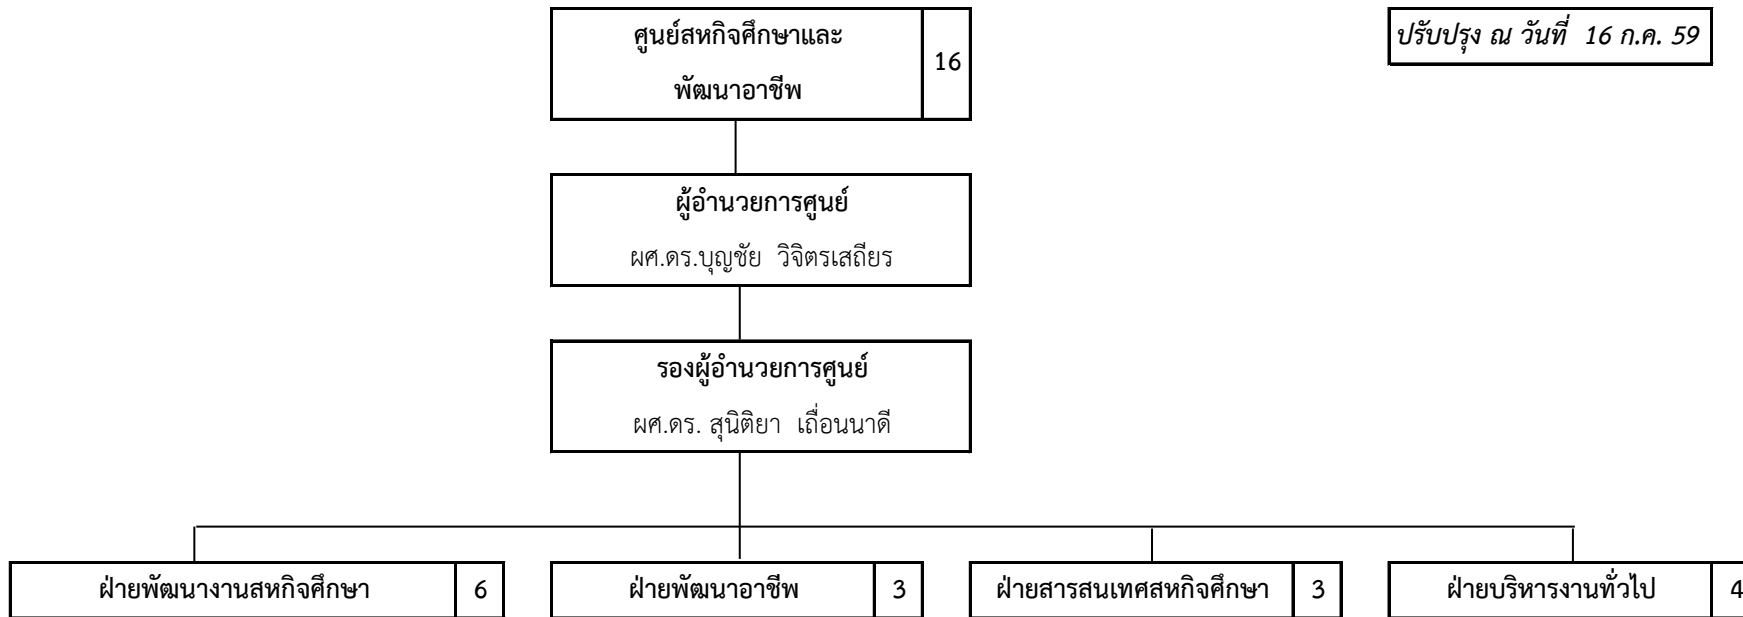 ศูนย์สหกิจศึกษาและ
พัฒนาอาชีพ
16
ปรับปรุง ณ วันที่ 16 ก.ค. 59
ผู้อำนวยการศูนย์
ผศ.ดร.บุญชัย วิจิตรเสถียร
รองผู้อำนวยการศูนย์
ผศ.ดร. สุนิติยา เถื่อนนาดี
ฝ่ายพัฒนางานสหกิจศึกษา 6
ฝ่ายพัฒนาอาชีพ 3
ฝ่ายสารสนเทศสหกิจศึกษา 3
ฝ่ายบริหารงานทั่วไป 4